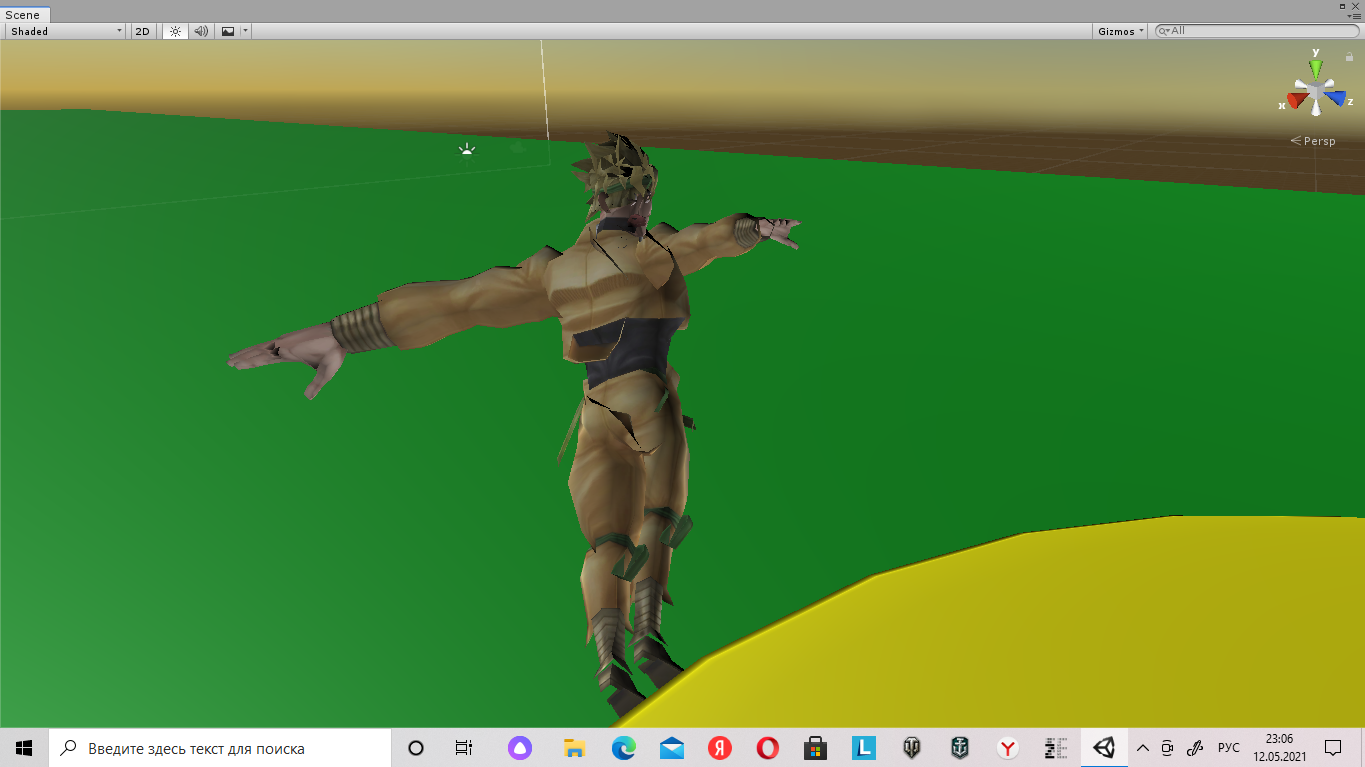 Scene
Shaded
2D
Gizmos
All
y
x
z
Persp
Введите здесь текст для поиска
Я
L
Y
РУС
23:06
12.05.2021